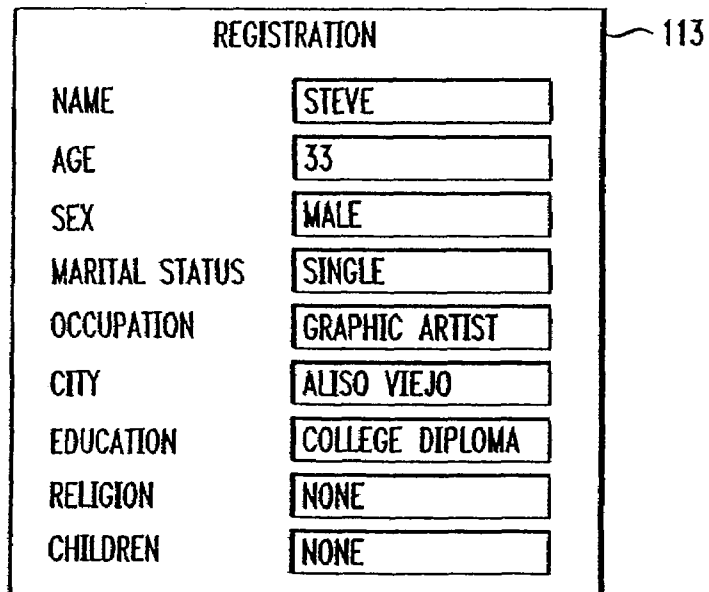 REGISTRATION 113
NAME STEVE
AGE 33
SEX MALE
MARITAL STATUS SINGLE
OCCUPATION GRAPHIC ARTIST
CITY ALISO VIEJO
EDUCATION COLLEGE DIPLOMA
RELIGION NONE
CHILDREN NONE